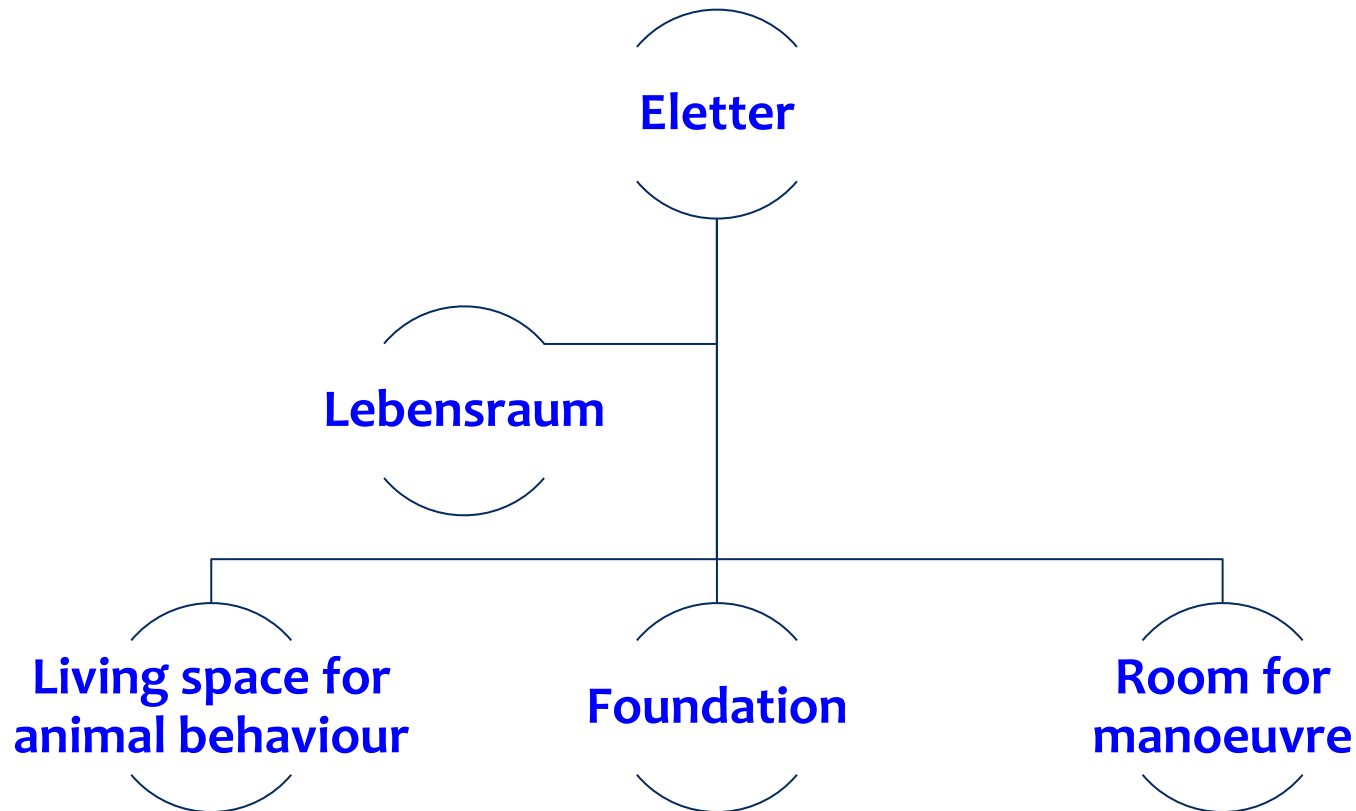 Eletter
Lebensraum
Living space for
animal behaviour
Foundation
Room for
manoeuvre